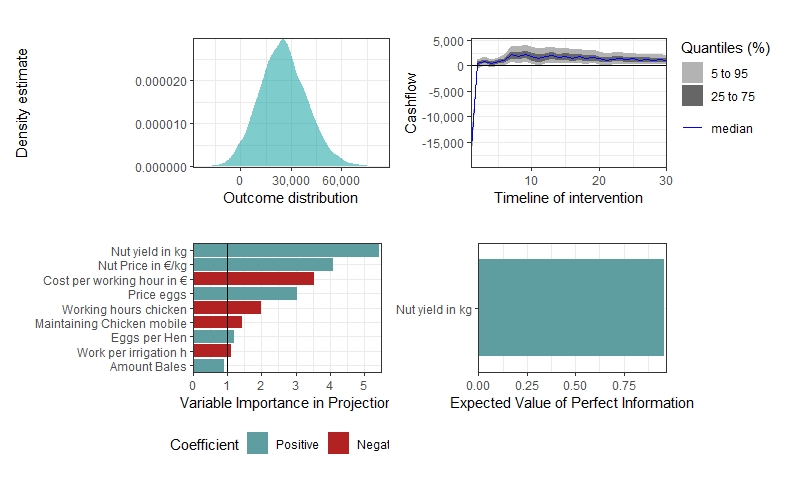 Density estimate
0.000020
0.000010
0.000000
0 30,000 60,000
Outcome distribution
Cashflow
5,000
0
-5,000
-10,000
-15,000
10 20 30
Timeline of intervention
Quantiles (%)
5 to 95
25 to 75
median
Nut yield in kg
Nut Price in €/kg
Cost per working hour in €
Price eggs
Working hours chicken
Maintaining Chicken mobile
Eggs per Hen
Work per irrigation h
Amount Bales
0 1 2 3 4 5
Variable Importance in Projection
Coefficient Positive Negat
Nut yield in kg
0.00 0.25 0.50 0.75
Expected Value of Perfect Information